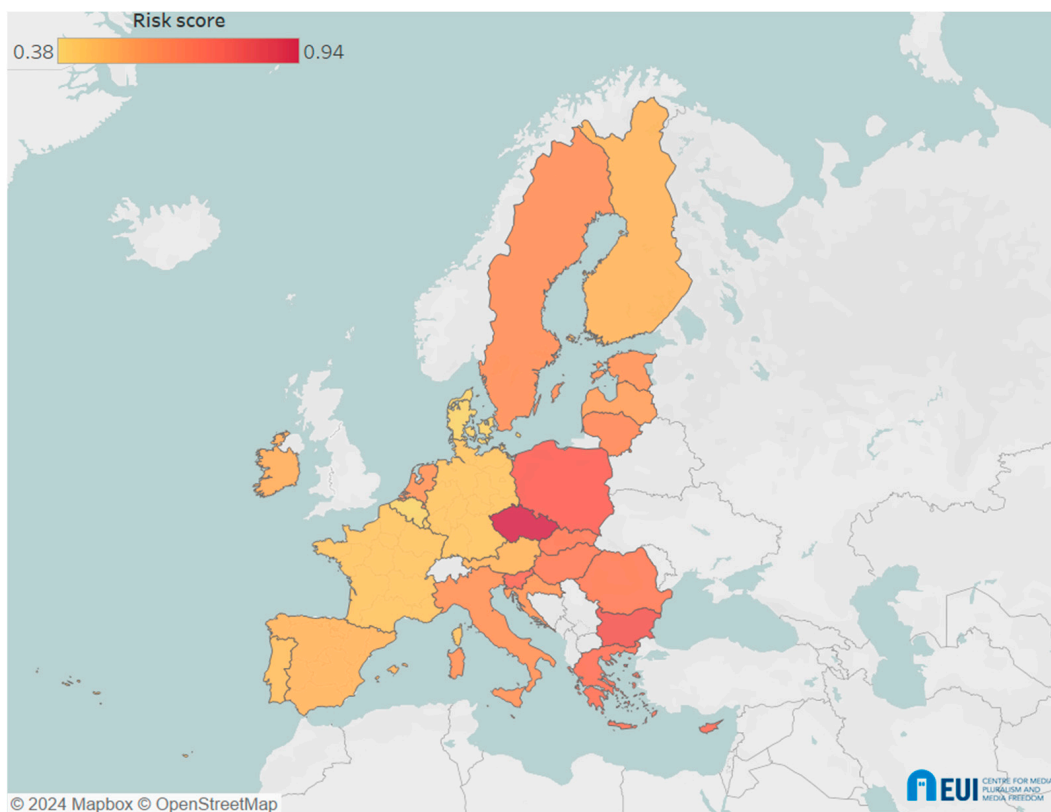 Risk score
0.38
0.94
EUI
CENTRE FOR MEDIA
PLURALISM AND
MEDIA FREEDOM
© 2024 Mapbox © OpenStreetMap